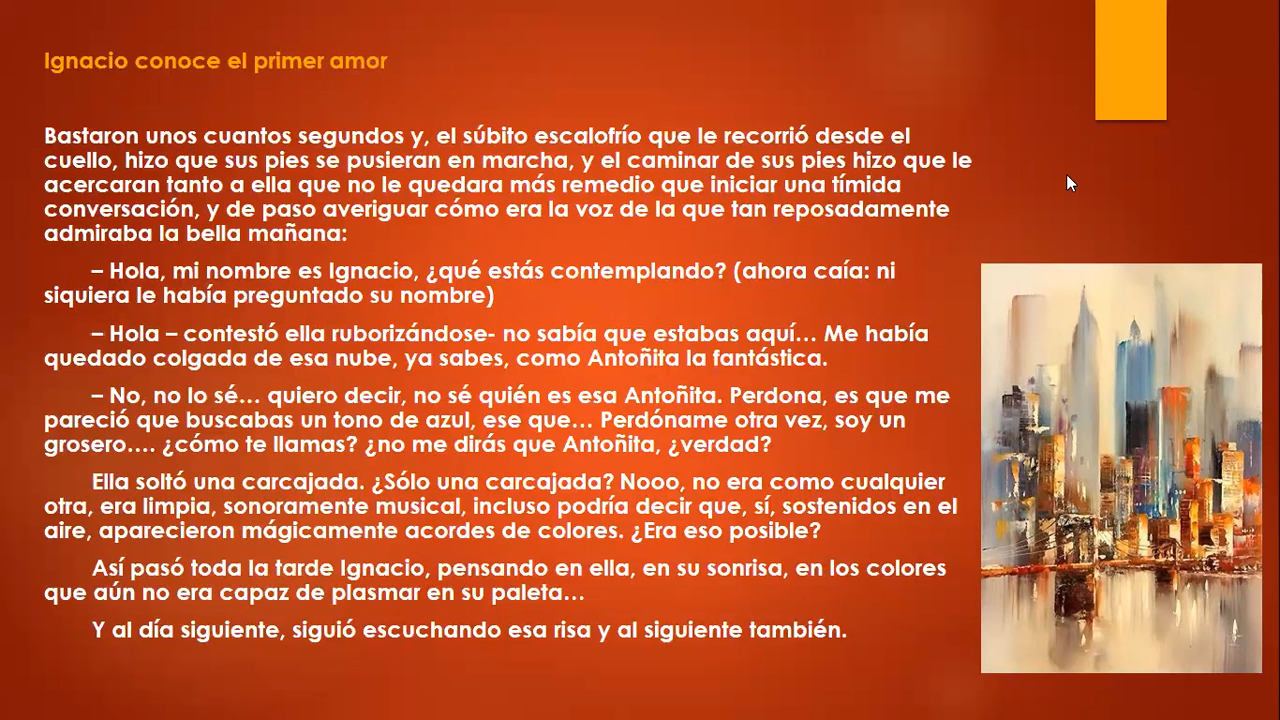 Ignacio conoce el primer amor
Bastaron unos cuantos segundos y, el súbito escalofrío que le recorrió desde el
cuello, hizo que sus pies se pusieran en marcha, y el caminar de sus pies hizo que le
acercaran tanto a ella que no le quedara más remedio que iniciar una tímida
conversación, y de paso averiguar cómo era la voz de la que tan reposadamente
admiraba la bella mañana:
– Hola, mi nombre es Ignacio, ¿qué estás contemplando? (ahora caía: ni
siquiera le había preguntado su nombre)
– Hola – contestó ella ruborizándose- no sabía que estabas aquí… Me había
quedado colgada de esa nube, ya sabes, como Antoñita la fantástica.
– No, no lo sé… quiero decir, no sé quién es esa Antoñita. Perdona, es que me
pareció que buscabas un tono de azul, ese que… Perdóname otra vez, soy un
grosero…. ¿cómo te llamas? ¿no me dirás que Antoñita, ¿verdad?
Ella soltó una carcajada. ¿Sólo una carcajada? Nooo, no era como cualquier
otra, era limpia, sonoramente musical, incluso podría decir que, sí, sostenidos en el
aire, aparecieron mágicamente acordes de colores. ¿Era eso posible?
Así pasó toda la tarde Ignacio, pensando en ella, en su sonrisa, en los colores
que aún no era capaz de plasmar en su paleta…
Y al día siguiente, siguió escuchando esa risa y al siguiente también.